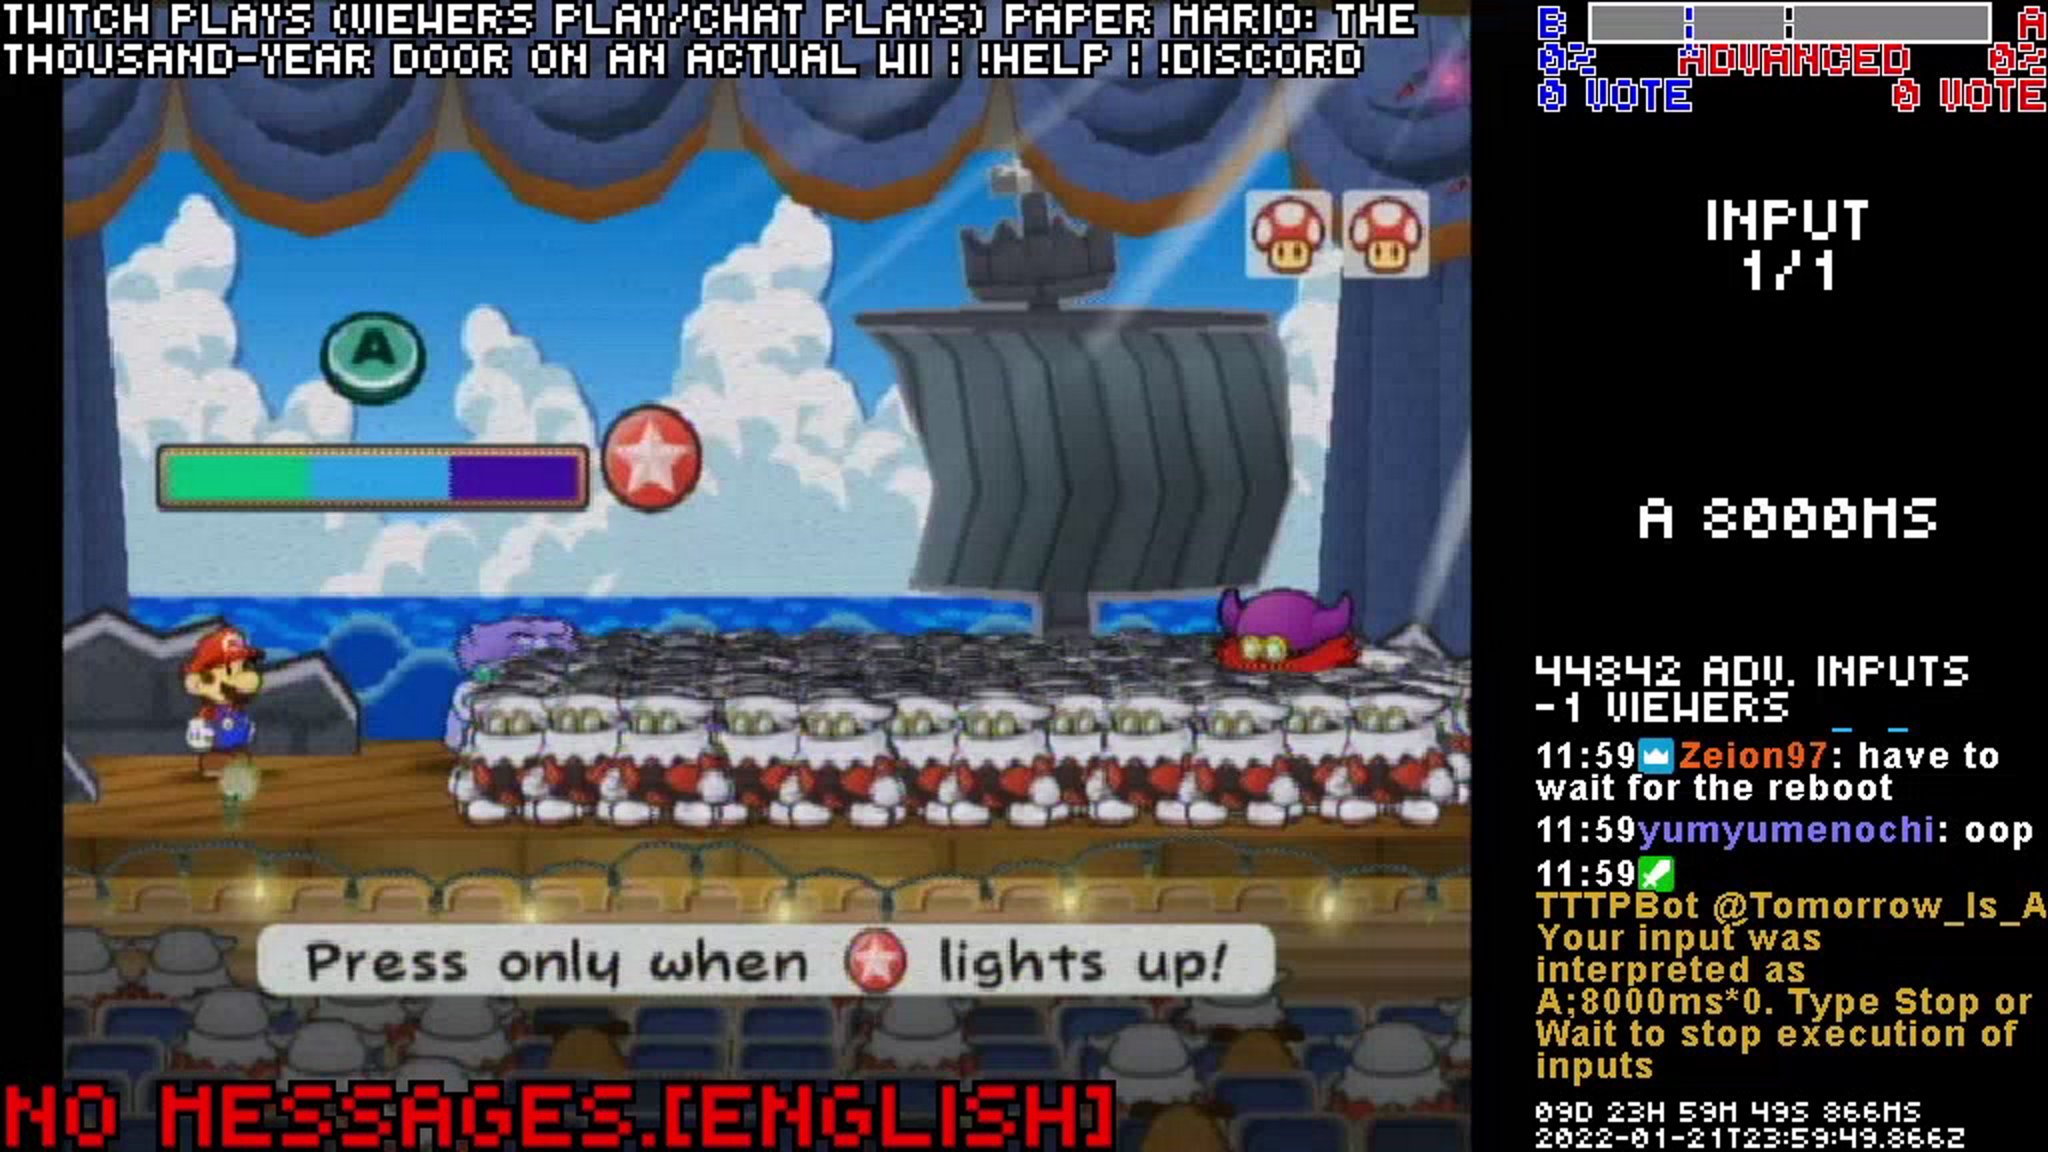 TWITCH PLAYS (VIEWERS PLAY/CHAT PLAYS) PAPER MARIO: THE
THOUSAND-YEAR DOOR ON AN ACTUAL WII | !HELP | !DISCORD
B A
0% ADVANCED 0%
0 VOTE 0 VOTE
INPUT
1/1
A
A 8000MS
44842 ADV. INPUTS
-1 VIEWERS
11:59 Zeion97: have to
wait for the reboot
11:59 yumyumenochi: oop
11:59
TTTPBot @Tomorrow_Is_A
Your input was
interpreted as
A;8000ms*0. Type Stop or
Wait to stop execution of
inputs
Press only when lights up!
NO MESSAGES.[ENGLISH]
09D 23H 59M 49S 866MS
2022-01-21T23:59:49.866Z